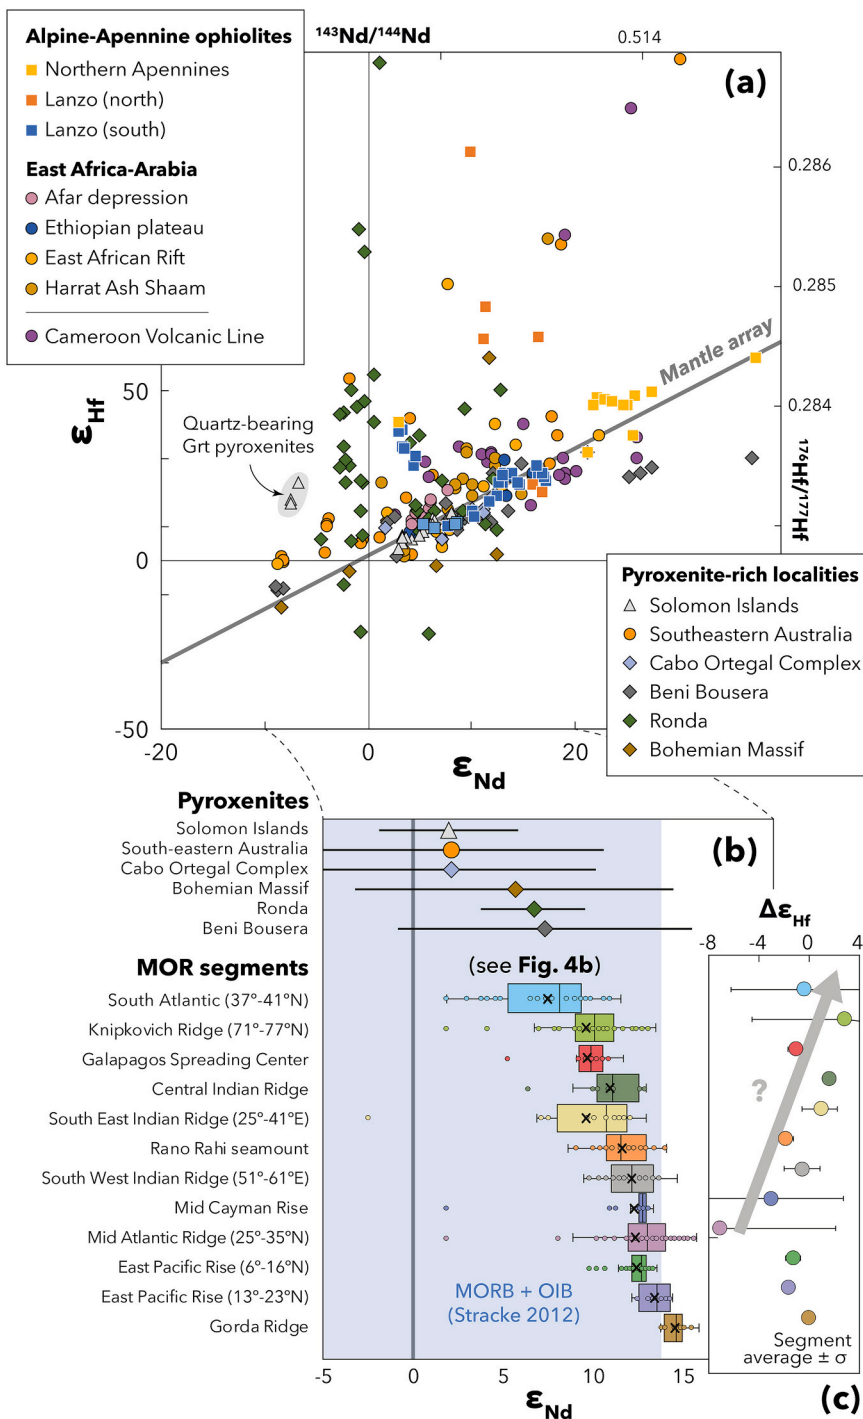 Alpine-Apennine ophiolites
Northern Apennines
Lanzo (north)
Lanzo (south)
East Africa-Arabia
Afar depression
Ethiopian plateau
East African Rift
Harrat Ash Shaam
Cameroon Volcanic Line
¹⁴³Nd/¹⁴⁴Nd
0.514
(a)
0.286
0.285
Mantle array
50
0.284
εHf
Quartz-bearing
Grt pyroxenites
¹⁷⁶Hf/¹⁷⁷Hf
0
Pyroxenite-rich localities
Solomon Islands
Southeastern Australia
Cabo Ortegal Complex
Beni Bousera
Ronda
Bohemian Massif
-50
-20
0
20
εNd
Pyroxenites
Solomon Islands
South-eastern Australia
Cabo Ortegal Complex
Bohemian Massif
Ronda
Beni Bousera
(b)
ΔεHf
-8
-4
0
4
MOR segments
(see Fig. 4b)
South Atlantic (37°-41°N)
Knipkovich Ridge (71°-77°N)
Galapagos Spreading Center
Central Indian Ridge
South East Indian Ridge (25°-41°E)
Rano Rahi seamount
South West Indian Ridge (51°-61°E)
Mid Cayman Rise
Mid Atlantic Ridge (25°-35°N)
East Pacific Rise (6°-16°N)
East Pacific Rise (13°-23°N)
Gorda Ridge
?
MORB + OIB
(Stracke 2012)
Segment
average ± σ
-5
0
5
10
15
εNd
(c)